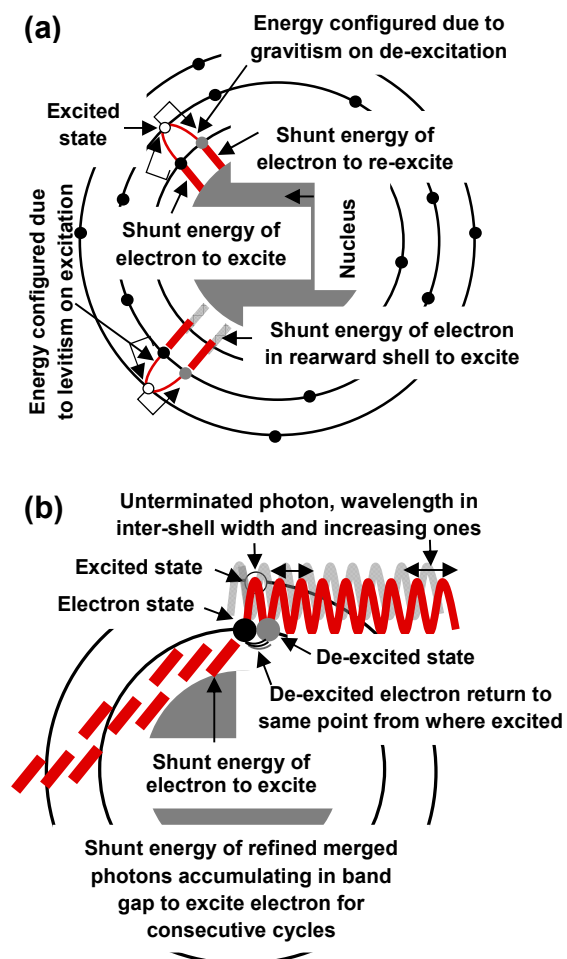 (a)
Energy configured due to
gravitism on de-excitation
Excited
state
Shunt energy of
electron to re-excite
Shunt energy of
electron to excite
Nucleus
Energy configured due
to levitism on excitation
Shunt energy of electron
in rearward shell to excite
(b)
Unterminated photon, wavelength in
inter-shell width and increasing ones
Excited state
Electron state
De-excited state
De-excited electron return to
same point from where excited
Shunt energy of
electron to excite
Shunt energy of refined merged
photons accumulating in band
gap to excite electron for
consecutive cycles